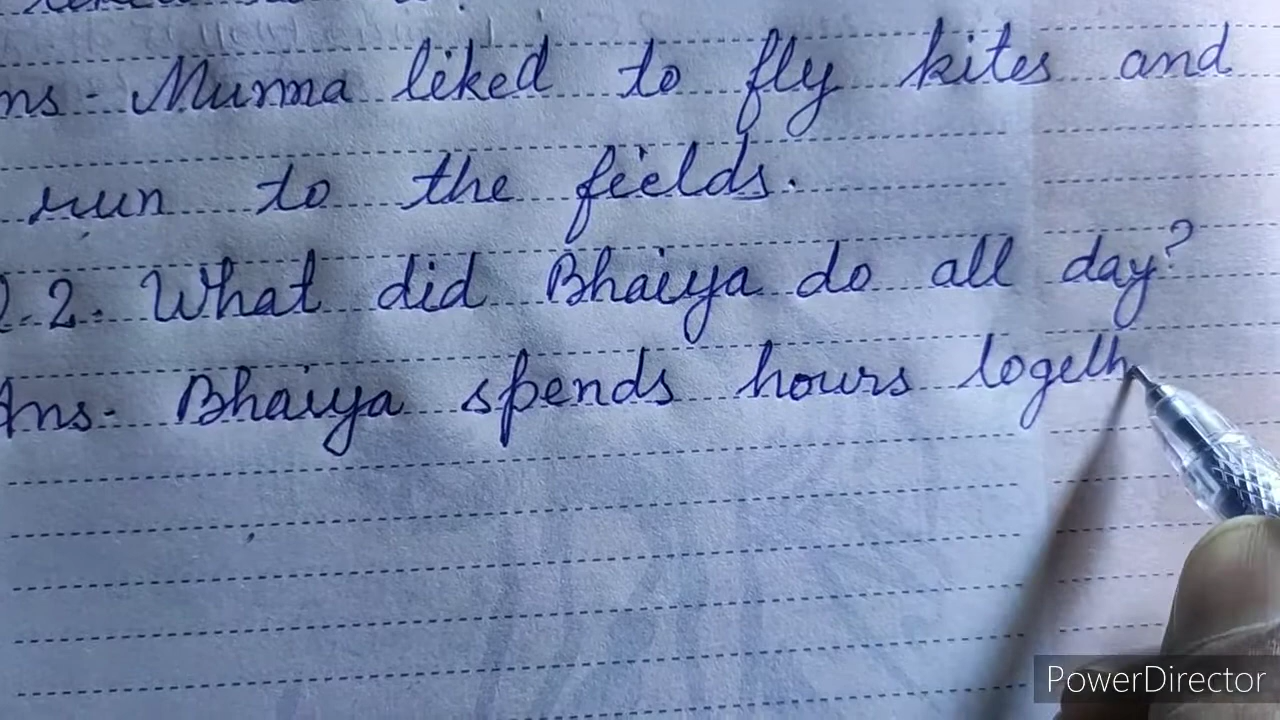 ns - Munna liked to fly kites and
run to the fields.
Q.2. What did Bhaiya do all day?
Ans- Bhaiya spends hours togeth
PowerDirector